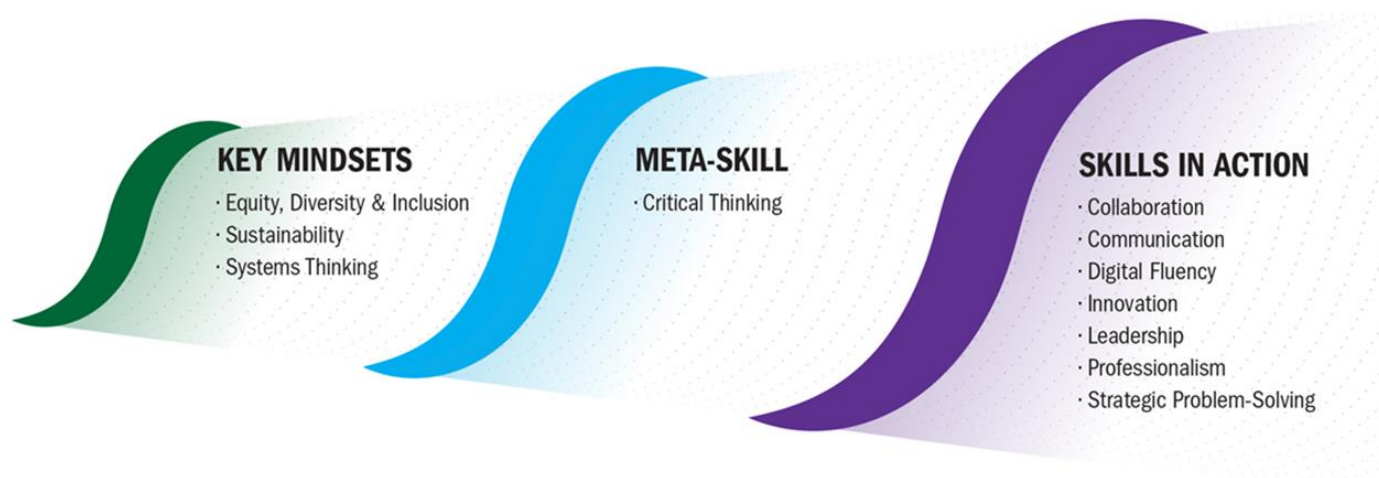 KEY MINDSETS
· Equity, Diversity & Inclusion
· Sustainability
· Systems Thinking
META-SKILL
· Critical Thinking
SKILLS IN ACTION
· Collaboration
· Communication
· Digital Fluency
· Innovation
· Leadership
· Professionalism
· Strategic Problem-Solving